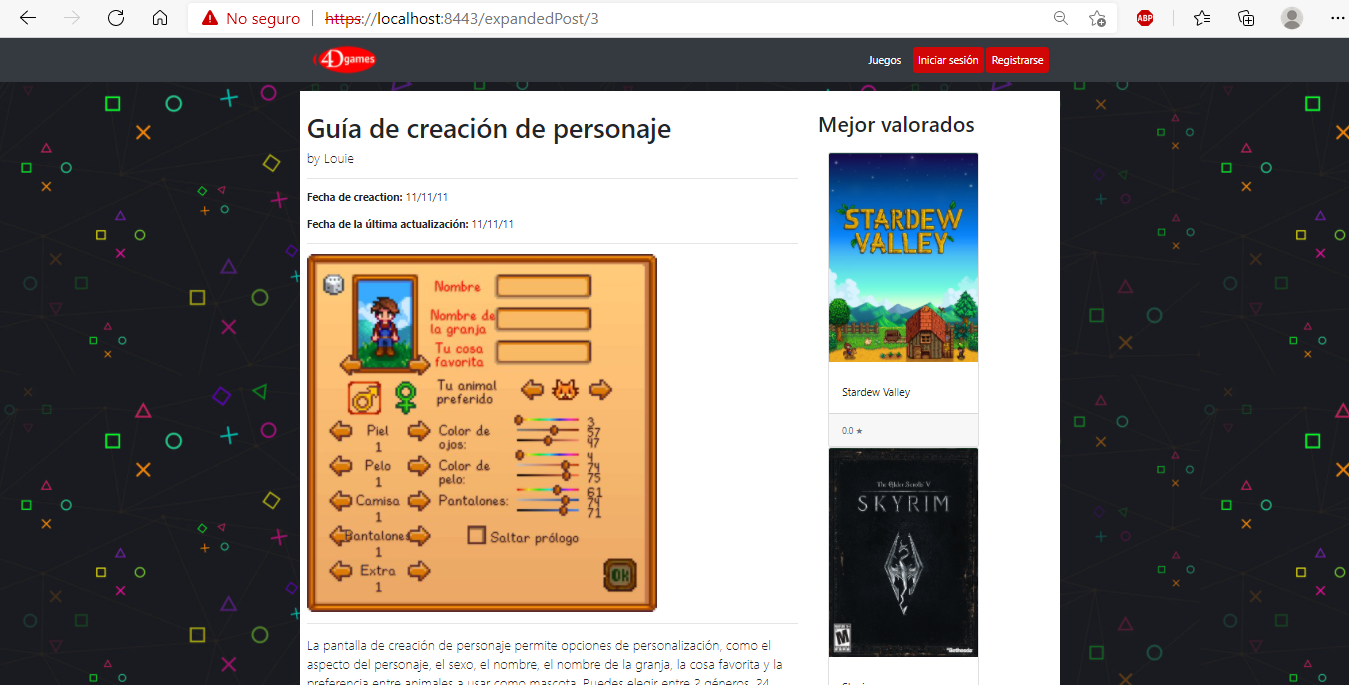 No seguro
https://localhost:8443/expandedPost/3
ABP
4Dgames
Juegos
Iniciar sesión
Registrarse
Guía de creación de personaje
by Louie
Fecha de creaction: 11/11/11
Fecha de la última actualización: 11/11/11
Nombre
Nombre de
la granja
Tu cosa
favorita
Tu animal
preferido
Piel
1
Pelo
1
Camisa
1
Pantalones
1
Extra
1
Color de
ojos:
3
57
47
Color de
pelo:
4
74
75
Pantalones:
61
74
71
Saltar prólogo
Ok
La pantalla de creación de personaje permite opciones de personalización, como el
aspecto del personaje, el sexo, el nombre, el nombre de la granja, la cosa favorita y la
preferencia entre animales a usar como mascota. Puedes elegir entre 2 géneros, 24
Mejor valorados
STARDEW
VALLEY
Stardew Valley
0.0 ★
The Elder Scrolls V
SKYRIM
M
Bethesda
Skyrim